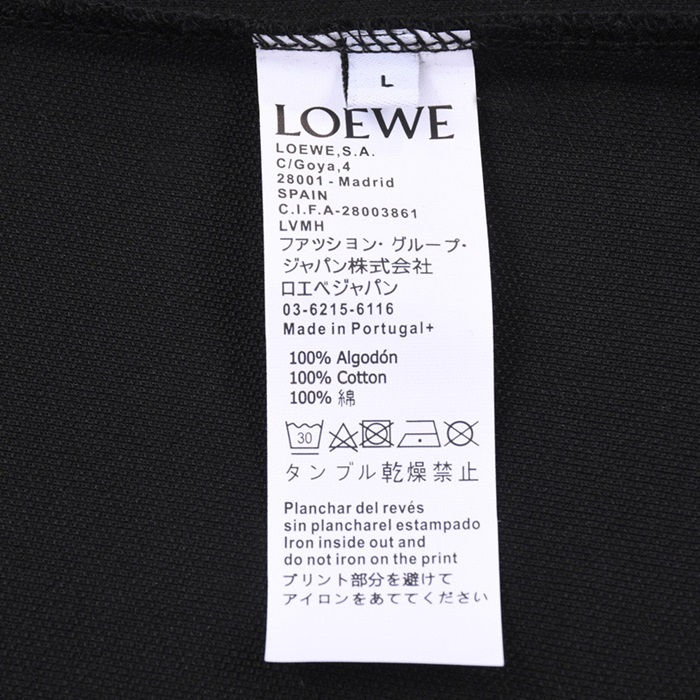 L
LOEWE
LOEWE,S.A.
C/Goya,4
28001 - Madrid
SPAIN
C.I.F.A-28003861
LVMH
ファッション・グループ・
ジャパン株式会社
ロエベジャパン
03-6215-6116
Made in Portugal+
100% Algodón
100% Cotton
100% 綿
30
タンブル乾燥禁止
Planchar del revés
sin plancharel estampado
Iron inside out and
do not iron on the print
プリント部分を避けて
アイロンをあててください